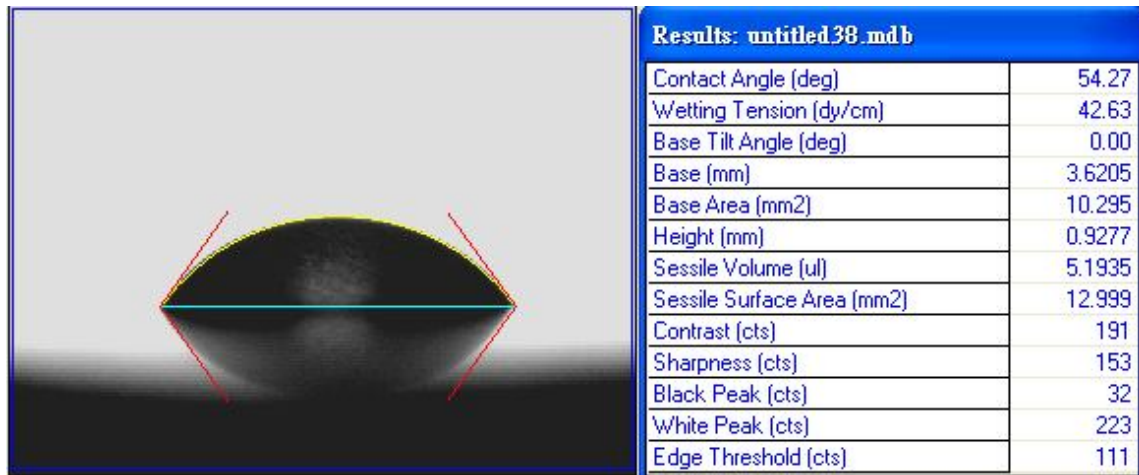 Results: untitled38.mdb
Contact Angle (deg) 54.27
Wetting Tension (dy/cm) 42.63
Base Tilt Angle (deg) 0.00
Base (mm) 3.6205
Base Area (mm2) 10.295
Height (mm) 0.9277
Sessile Volume (ul) 5.1935
Sessile Surface Area (mm2) 12.999
Contrast (cts) 191
Sharpness (cts) 153
Black Peak (cts) 32
White Peak (cts) 223
Edge Threshold (cts) 111